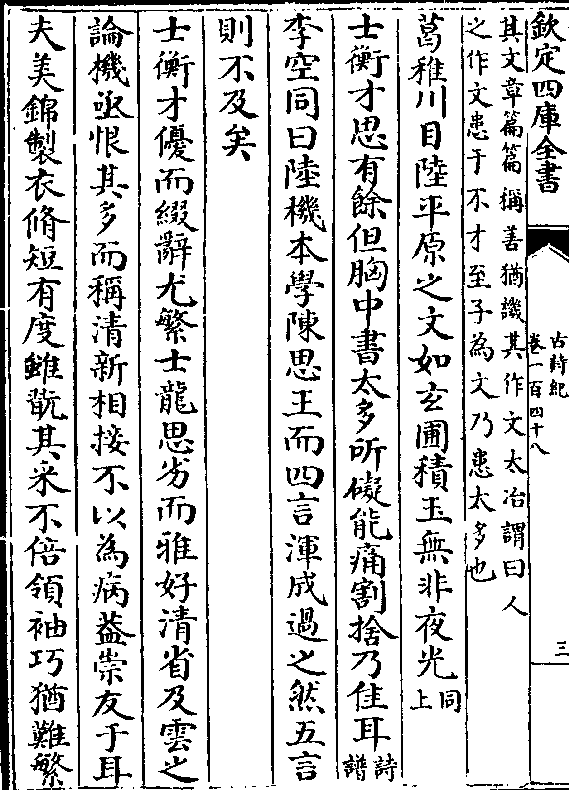 欽定四庫全書
古詩紀
卷一百四十八
三
其文章篇篇稱善猶譏其作文太冶謂曰人
之作文患于不才至子為文乃患太多也
葛稚川目陸平原之文如玄圃積玉無非夜光同上
士衡才思有餘但胸中書太多所礙能痛割捨乃佳耳詩譜
李空同曰陸機本學陳思王而四言渾成過之然五言
則不及矣
士衡才優而綴辭尤繁士龍思劣而雅好清省及雲之
論機亟恨其多而稱清新相接不以為病蓋崇友于耳
夫美錦製衣脩短有度雖翫其采不倍領袖巧猶難繁